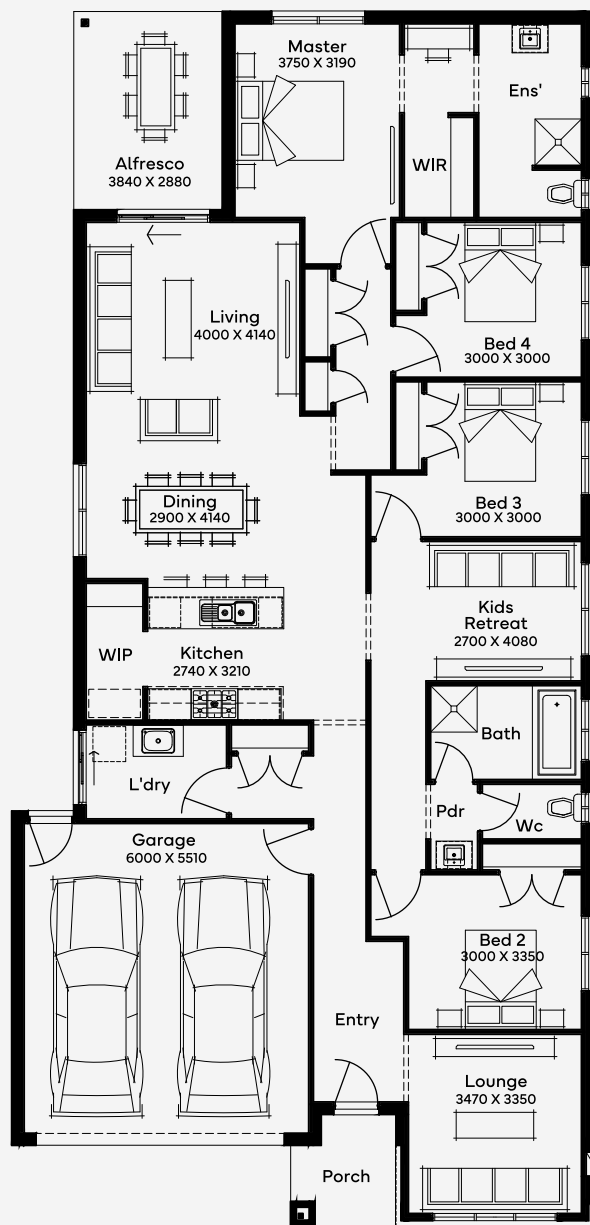 Master
3750 X 3190
Ens'
Alfresco
3840 X 2880
WIR
Living
4000 X 4140
Bed 4
3000 X 3000
Dining
2900 X 4140
Bed 3
3000 X 3000
Kids
Retreat
2700 X 4080
WIP
Kitchen
2740 X 3210
Bath
L'dry
Pdr
Wc
Garage
6000 X 5510
Bed 2
3000 X 3350
Entry
Lounge
3470 X 3350
Porch